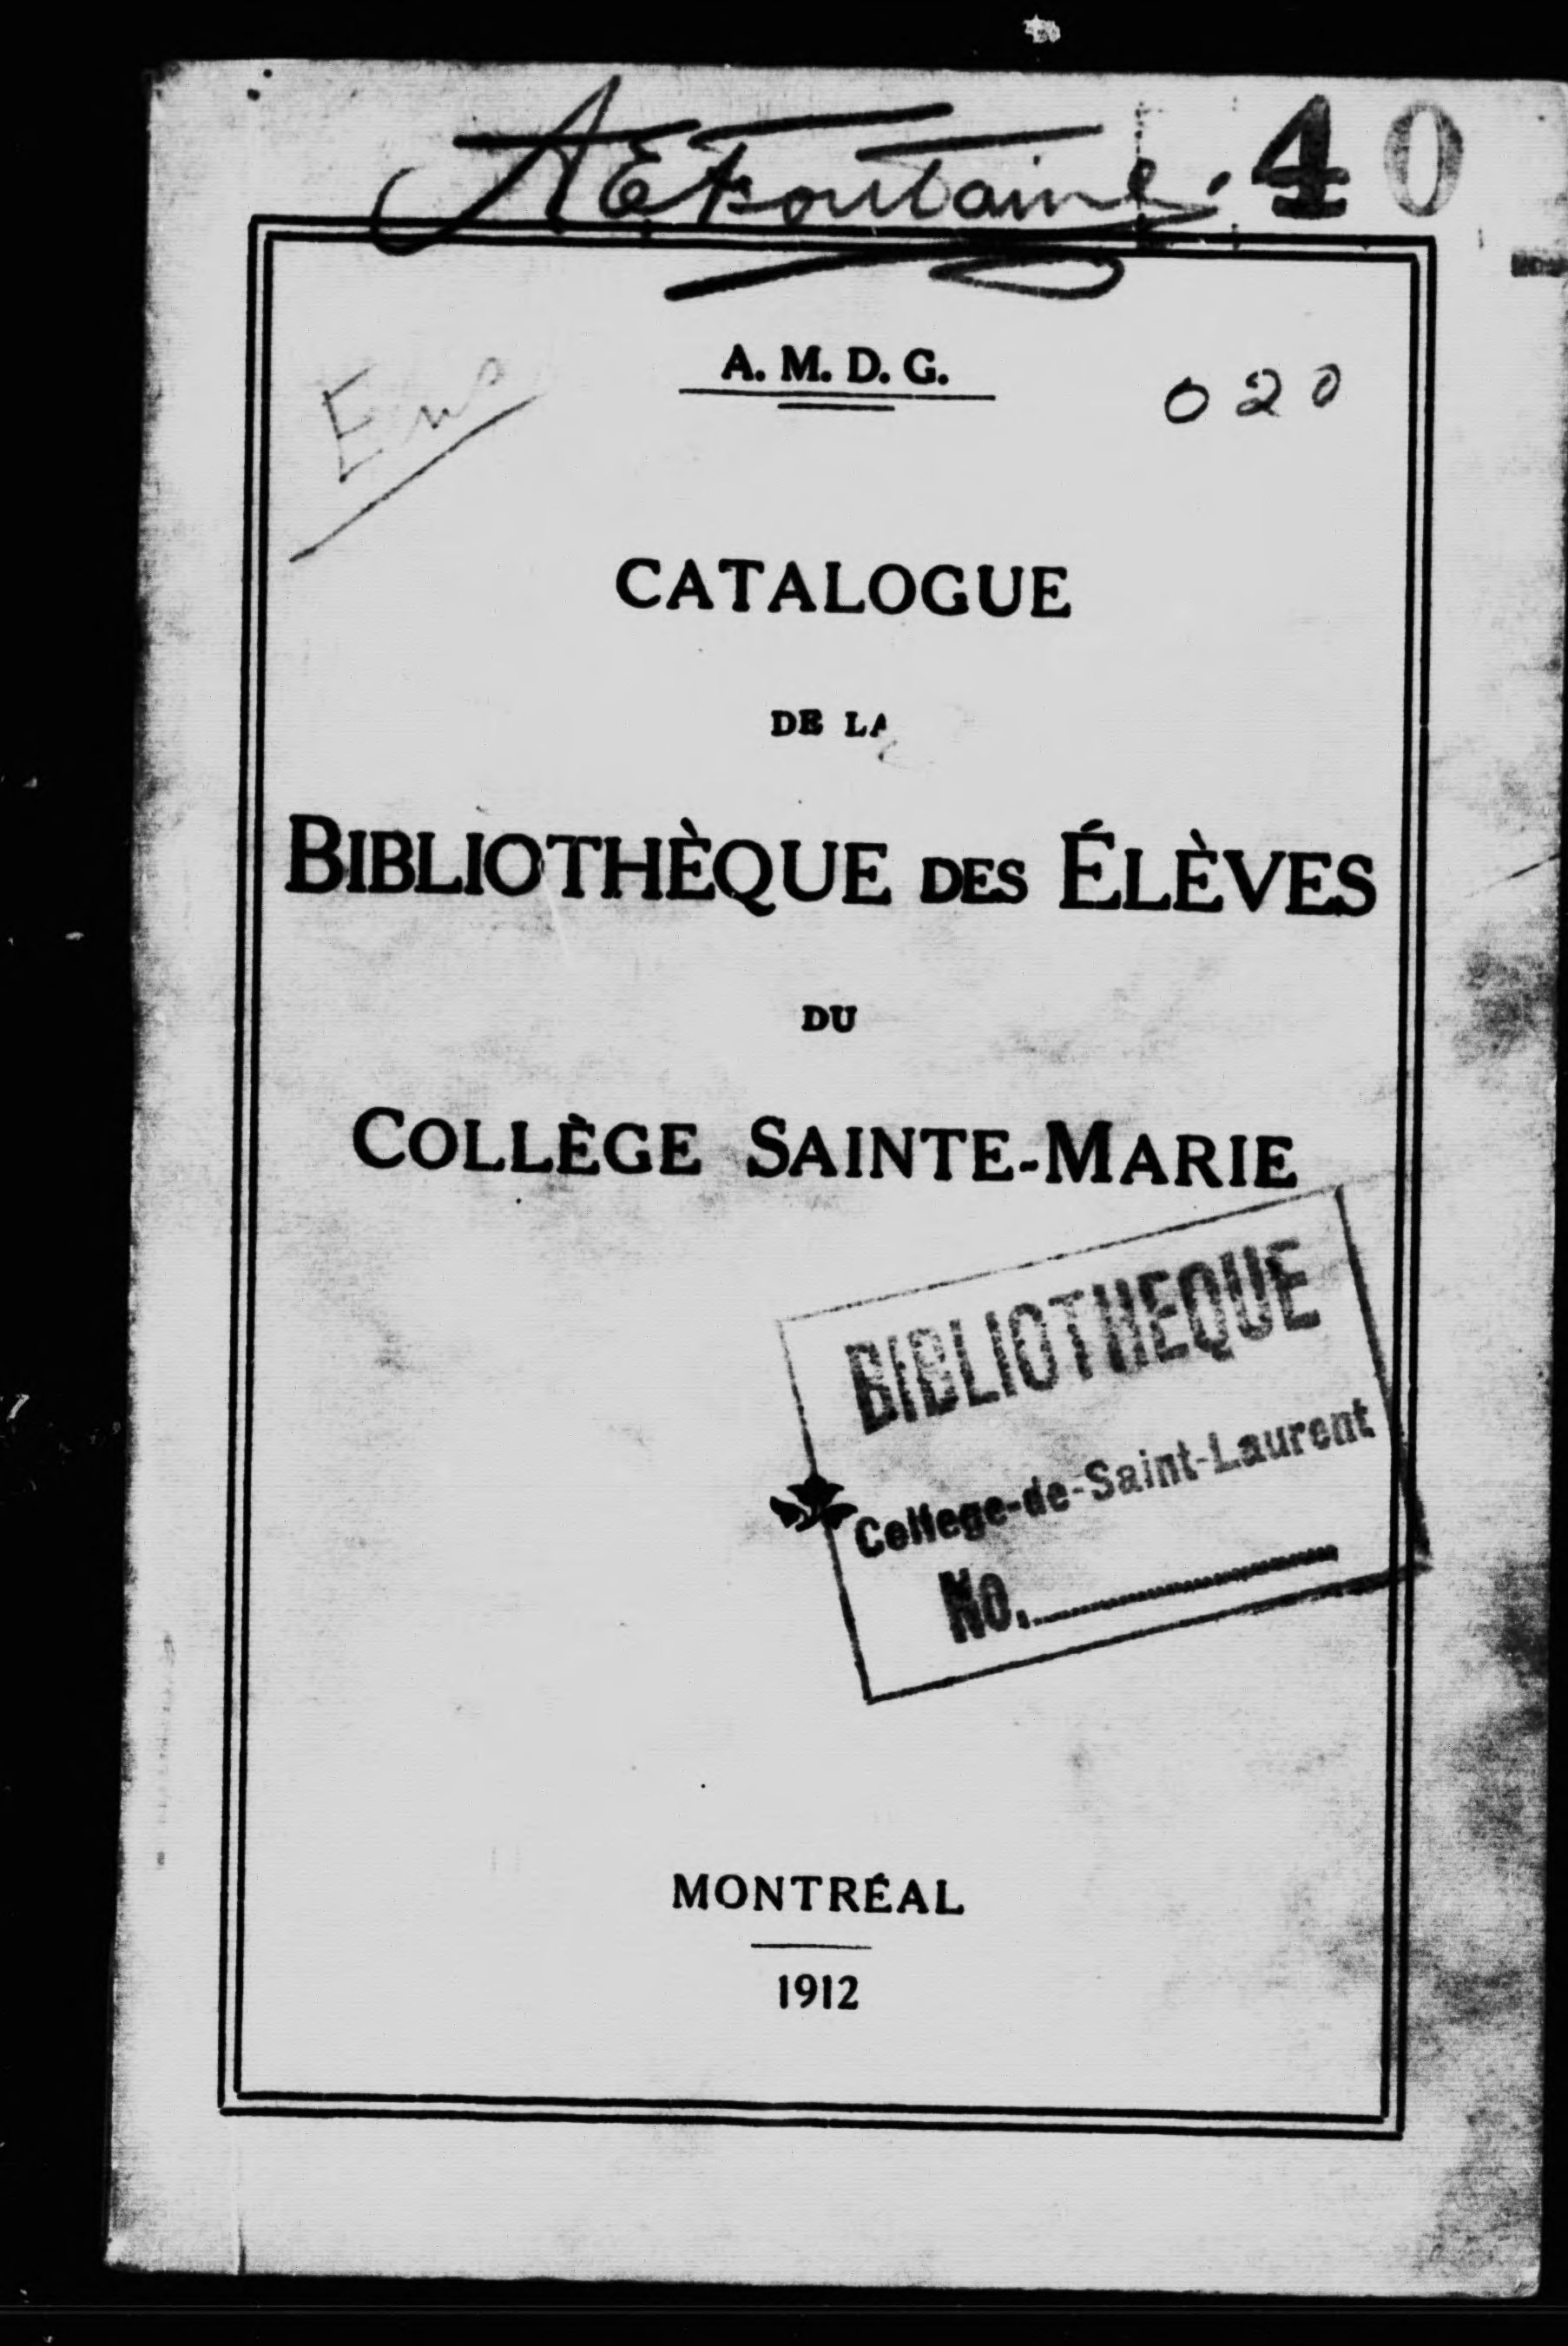 AEFontaine. 40
A. M. D. G.
020
CATALOGUE
DE LA
BIBLIOTHÈQUE DES ÉLÈVES
DU
COLLÈGE SAINTE-MARIE
BIBLIOTHEQUE
College-de-Saint-Laurent
No.
MONTRÉAL
1912